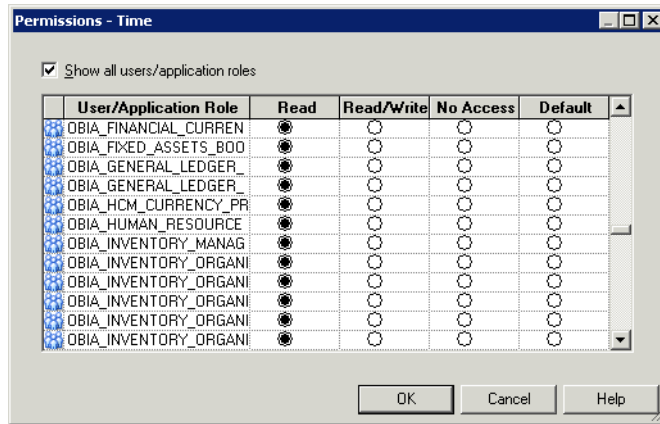 Permissions - Time
Show all users/application roles
User/Application Role Read Read/Write No Access Default
OBIA_FINANCIAL_CURREN
OBIA_FIXED_ASSETS_BOO
OBIA_GENERAL_LEDGER_
OBIA_GENERAL_LEDGER_
OBIA_HCM_CURRENCY_PR
OBIA_HUMAN_RESOURCE
OBIA_INVENTORY_MANAG
OBIA_INVENTORY_ORGANI
OBIA_INVENTORY_ORGANI
OBIA_INVENTORY_ORGANI
OBIA_INVENTORY_ORGANI
OBIA_INVENTORY_ORGANI
OK Cancel Help